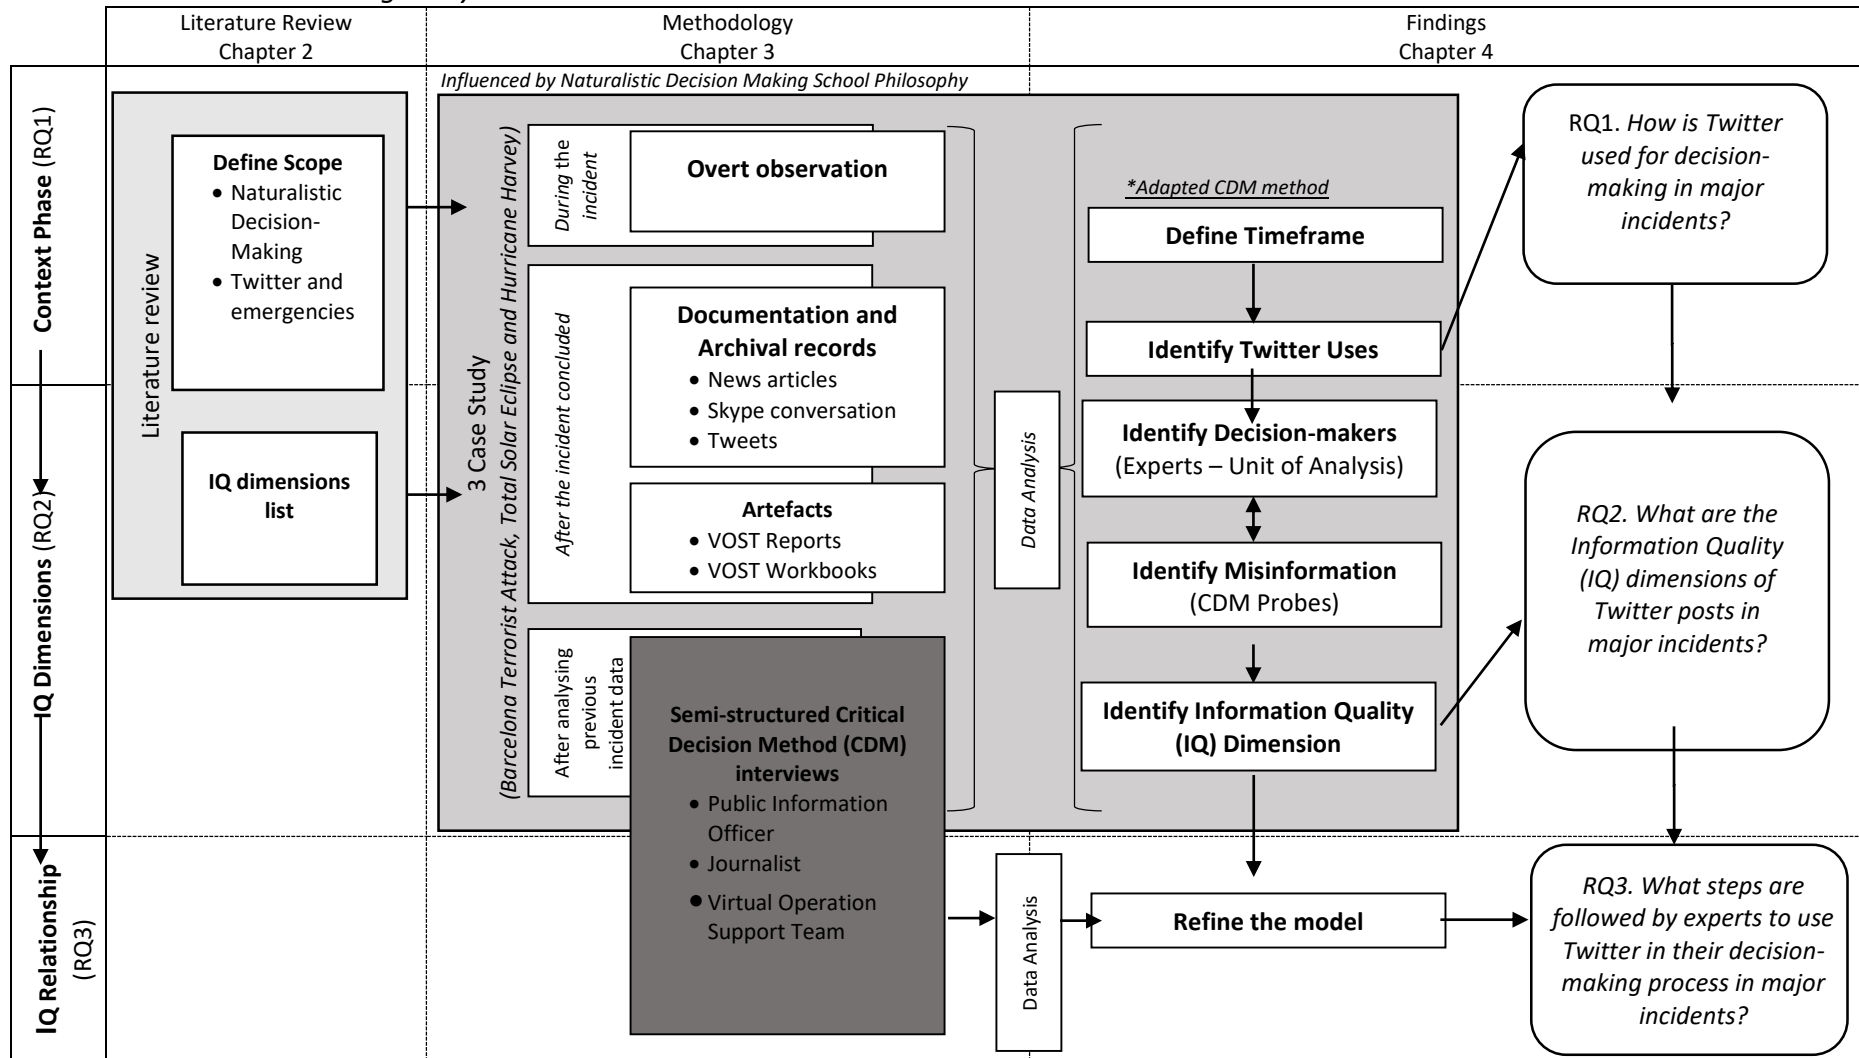 Literature Review
Chapter 2
Methodology
Chapter 3
Findings
Chapter 4
Influenced by Naturalistic Decision Making School Philosophy
Context Phase (RQ1)
IQ Dimensions (RQ2)
IQ Relationship
(RQ3)
Literature review
Define Scope
• Naturalistic
Decision-
Making
• Twitter and
emergencies
IQ dimensions
list
3 Case Study
(Barcelona Terrorist Attack, Total Solar Eclipse and Hurricane Harvey)
During the
incident
Overt observation
After the incident concluded
Documentation and
Archival records
• News articles
• Skype conversation
• Tweets
Artefacts
• VOST Reports
• VOST Workbooks
After analysing
previous
incident data
Semi-structured Critical
Decision Method (CDM)
interviews
• Public Information
Officer
• Journalist
• Virtual Operation
Support Team
Data Analysis
Data Analysis
*Adapted CDM method
Define Timeframe
Identify Twitter Uses
Identify Decision-makers
(Experts – Unit of Analysis)
Identify Misinformation
(CDM Probes)
Identify Information Quality
(IQ) Dimension
Refine the model
RQ1. How is Twitter
used for decision-
making in major
incidents?
RQ2. What are the
Information Quality
(IQ) dimensions of
Twitter posts in
major incidents?
RQ3. What steps are
followed by experts to use
Twitter in their decision-
making process in major
incidents?